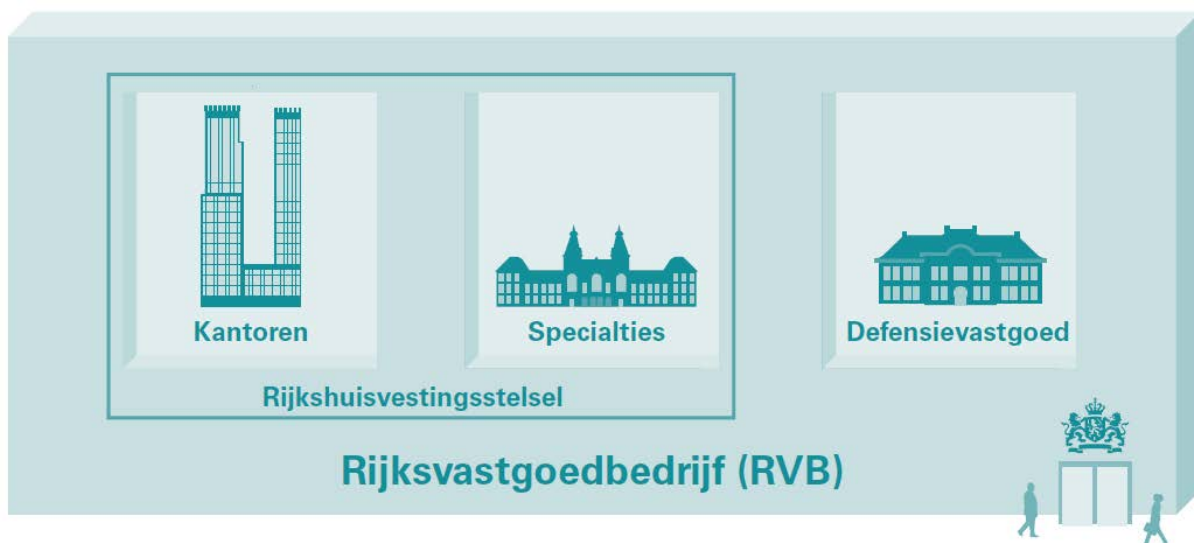 Kantoren
Specialties
Defensievastgoed
Rijkshuisvestingsstelsel
Rijksvastgoedbedrijf (RVB)